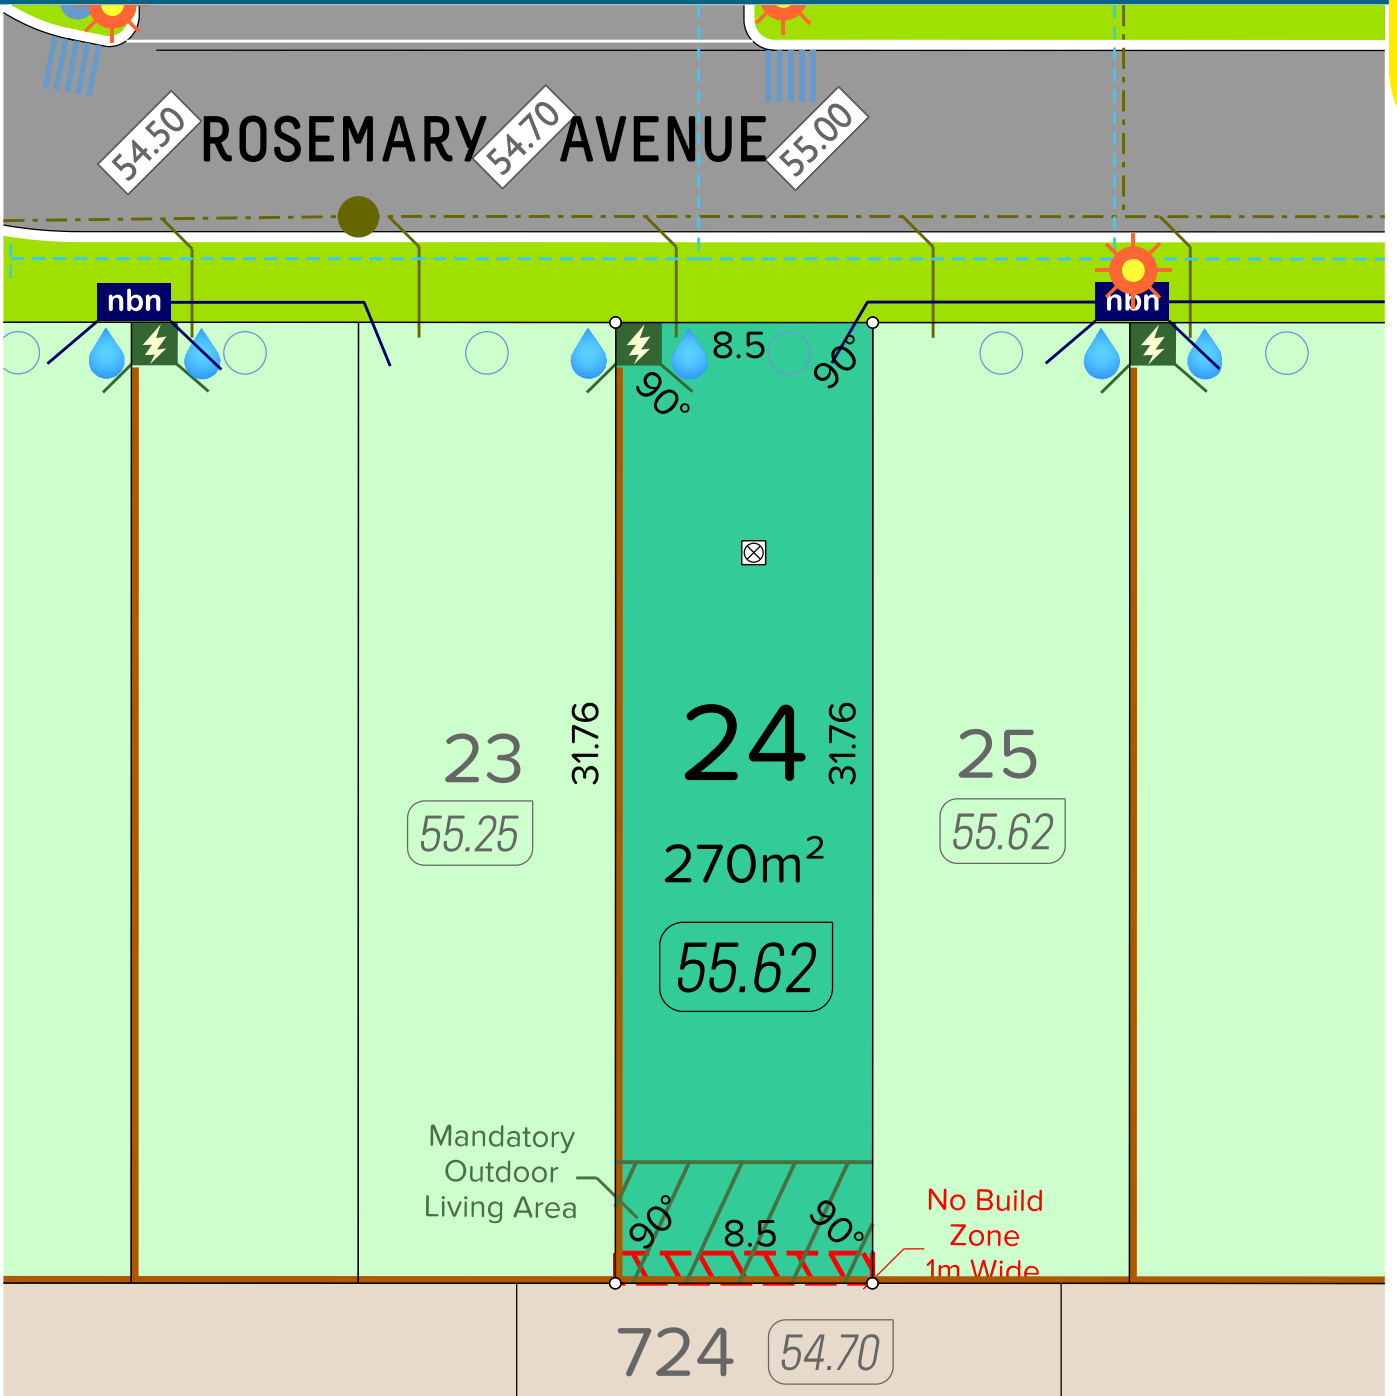 54.50
ROSEMARY AVENUE
54.70
55.00
nbn
nbn
8.5
90°
90°
31.76
31.76
24
270m²
55.62
23
55.25
25
55.62
Mandatory
Outdoor
Living Area
90°
8.5
90°
No Build
Zone
1m Wide
724
54.70